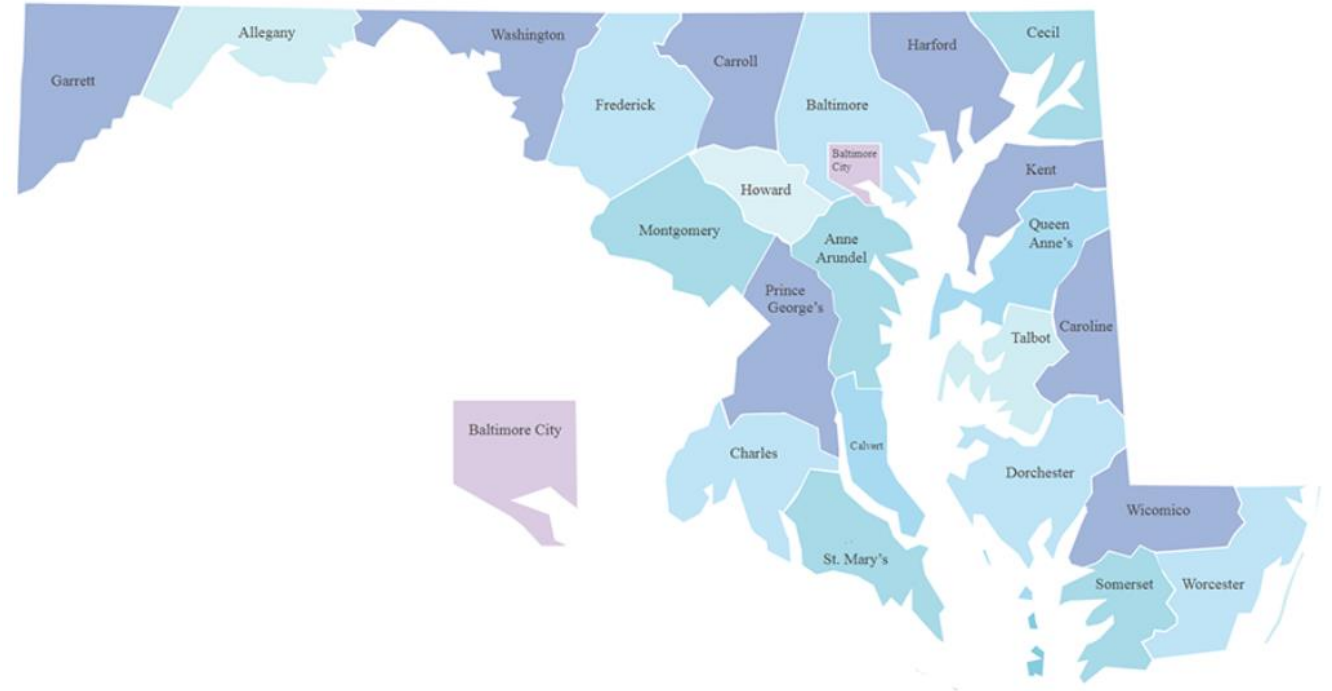 Allegany
Cecil
Washington
Harford
Carroll
Garrett
Frederick
Baltimore
Baltimore
City
Kent
Howard
Queen
Anne's
Montgomery
Anne
Arundel
Prince
George's
Caroline
Talbot
Baltimore City
Calvert
Charles
Dorchester
Wicomico
St. Mary's
Somerset
Worcester